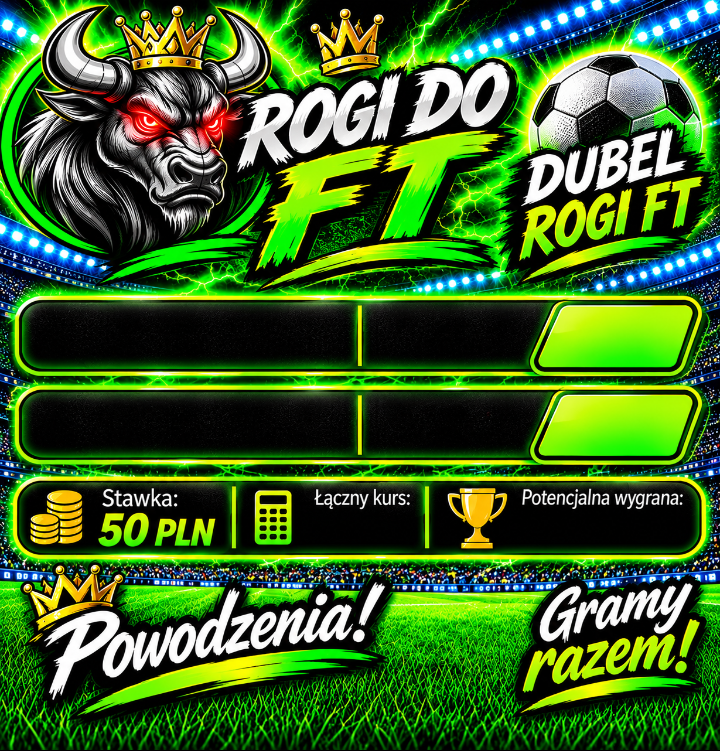 ROGI DO
FT
DUBEL
ROGI FT
Stawka:
50 PLN
Łączny kurs:
Potencjalna wygrana:
Powodzenia!
Gramy
razem!